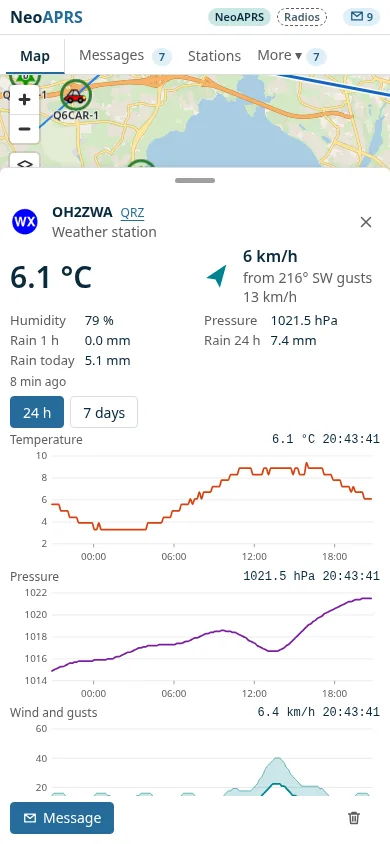 NeoAPRS
NeoAPRS
Radios
9
Map
Messages 7
Stations
More ▾ 7
+
Q6CAR-1
−
OH2ZWA QRZ
Weather station
6.1 °C
6 km/h
from 216° SW gusts
13 km/h
Humidity 79 %
Pressure 1021.5 hPa
Rain 1 h 0.0 mm
Rain 24 h 7.4 mm
Rain today 5.1 mm
8 min ago
24 h
7 days
Temperature 6.1 °C 20:43:41
10
8
6
4
2
00:00 06:00 12:00 18:00
Pressure 1021.5 hPa 20:43:41
1022
1020
1018
1016
1014
00:00 06:00 12:00 18:00
Wind and gusts 6.4 km/h 20:43:41
60
40
20
Message